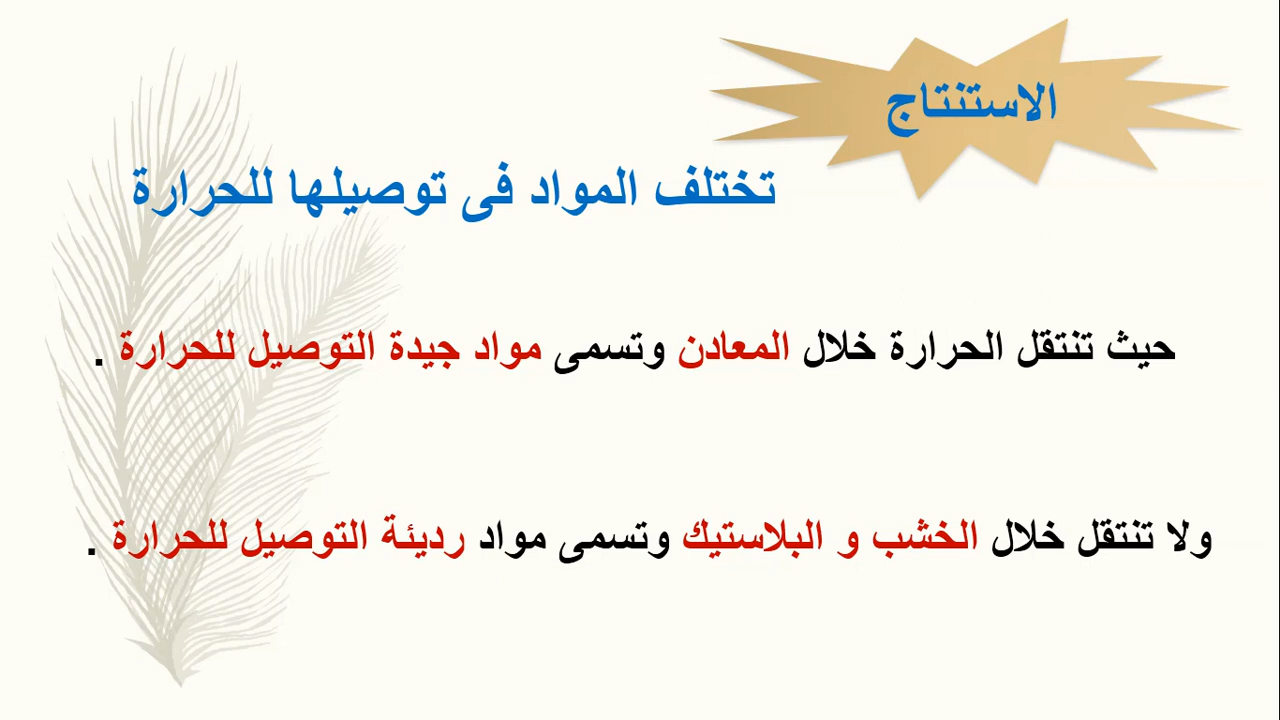 الاستنتاج
تختلف المواد فى توصيلها للحرارة
حيث تنتقل الحرارة خلال المعادن وتسمى مواد جيدة التوصيل للحرارة .
ولا تنتقل خلال الخشب و البلاستيك وتسمى مواد رديئة التوصيل للحرارة .